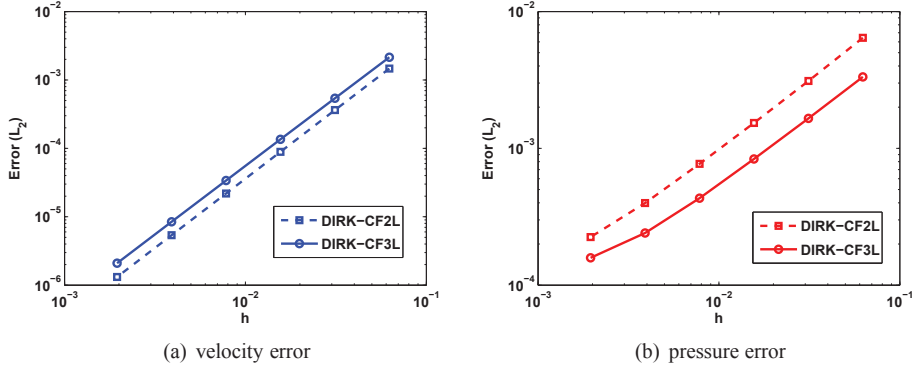 10⁻²
10⁻³
10⁻⁴
10⁻⁵
10⁻⁶
Error (L₂)
DIRK−CF2L
DIRK−CF3L
10⁻³
10⁻²
10⁻¹
h
(a) velocity error
10⁻²
10⁻³
10⁻⁴
Error (L₂)
DIRK−CF2L
DIRK−CF3L
10⁻³
10⁻²
10⁻¹
h
(b) pressure error